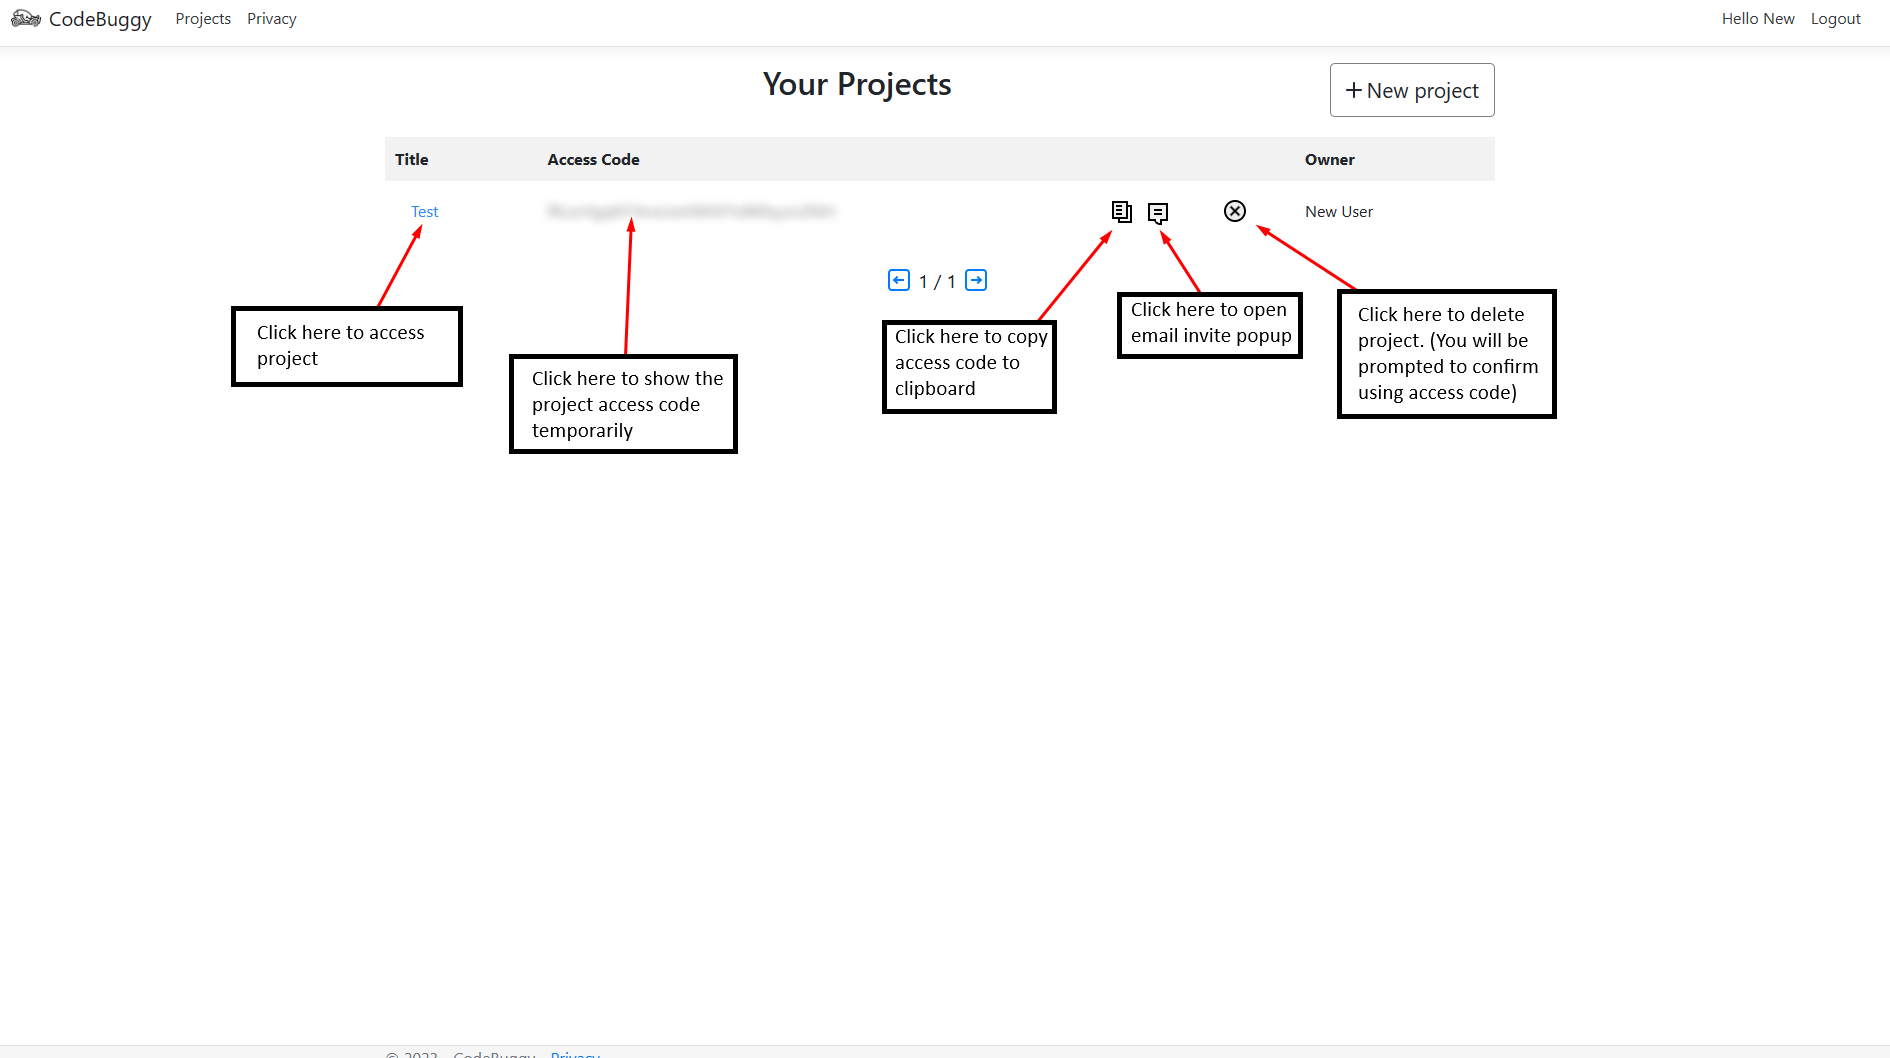 CodeBuggy Projects Privacy Hello New Logout
Your Projects
New project
Title Access Code Owner
Test New User
1 / 1
Click here to access
project
Click here to show the
project access code
temporarily
Click here to copy
access code to
clipboard
Click here to open
email invite popup
Click here to delete
project. (You will be
prompted to confirm
using access code)
© 2023 - CodeBuggy - Privacy